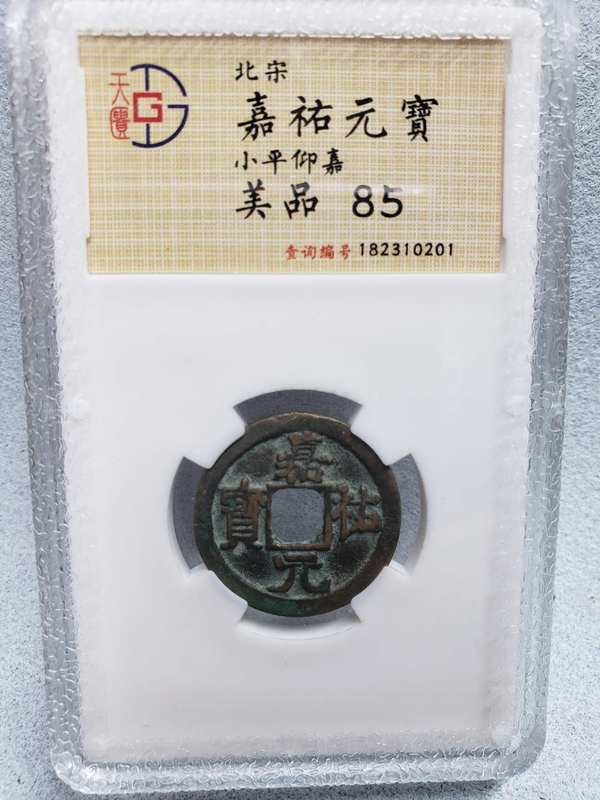 天寶
G
北宋
嘉祐元寶
小平仰嘉
美品 85
查询编号 182310201
嘉祐元寶